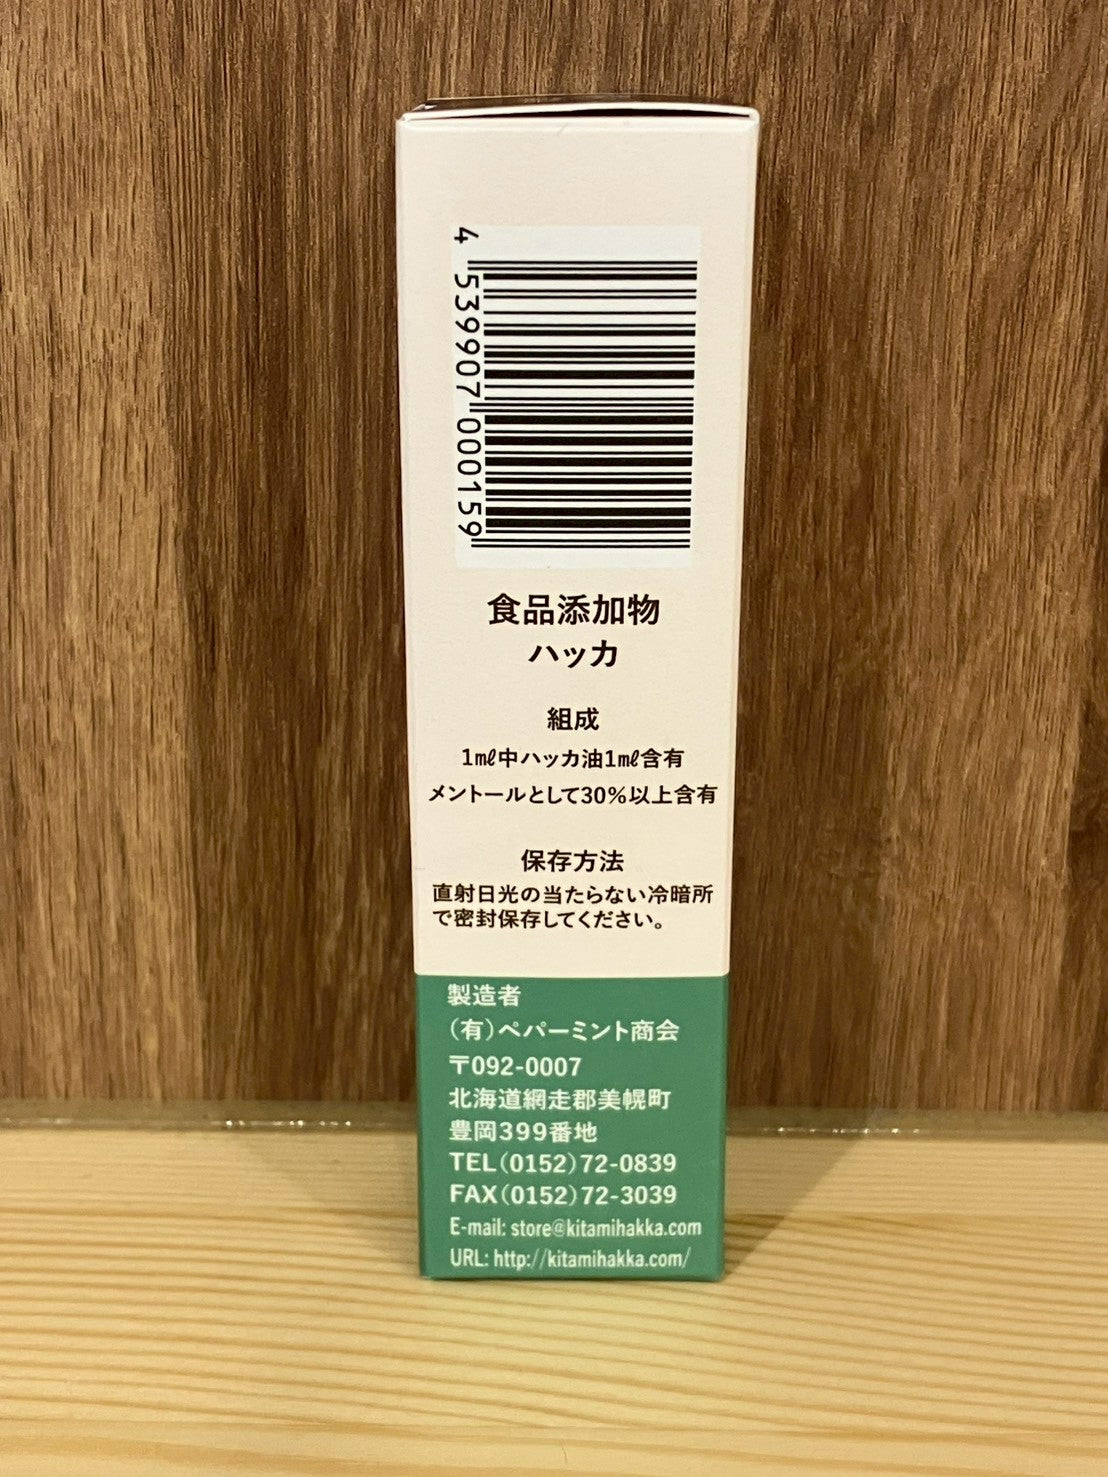 4 539907 000159
食品添加物
ハッカ
組成
1㎖中ハッカ油1㎖含有
メントールとして30%以上含有
保存方法
直射日光の当たらない冷暗所
で密封保存してください。
製造者
(有)ペパーミント商会
〒092-0007
北海道網走郡美幌町
豊岡399番地
TEL(0152)72-0839
FAX(0152)72-3039
E-mail: store@kitamihakka.com
URL: http://kitamihakka.com/